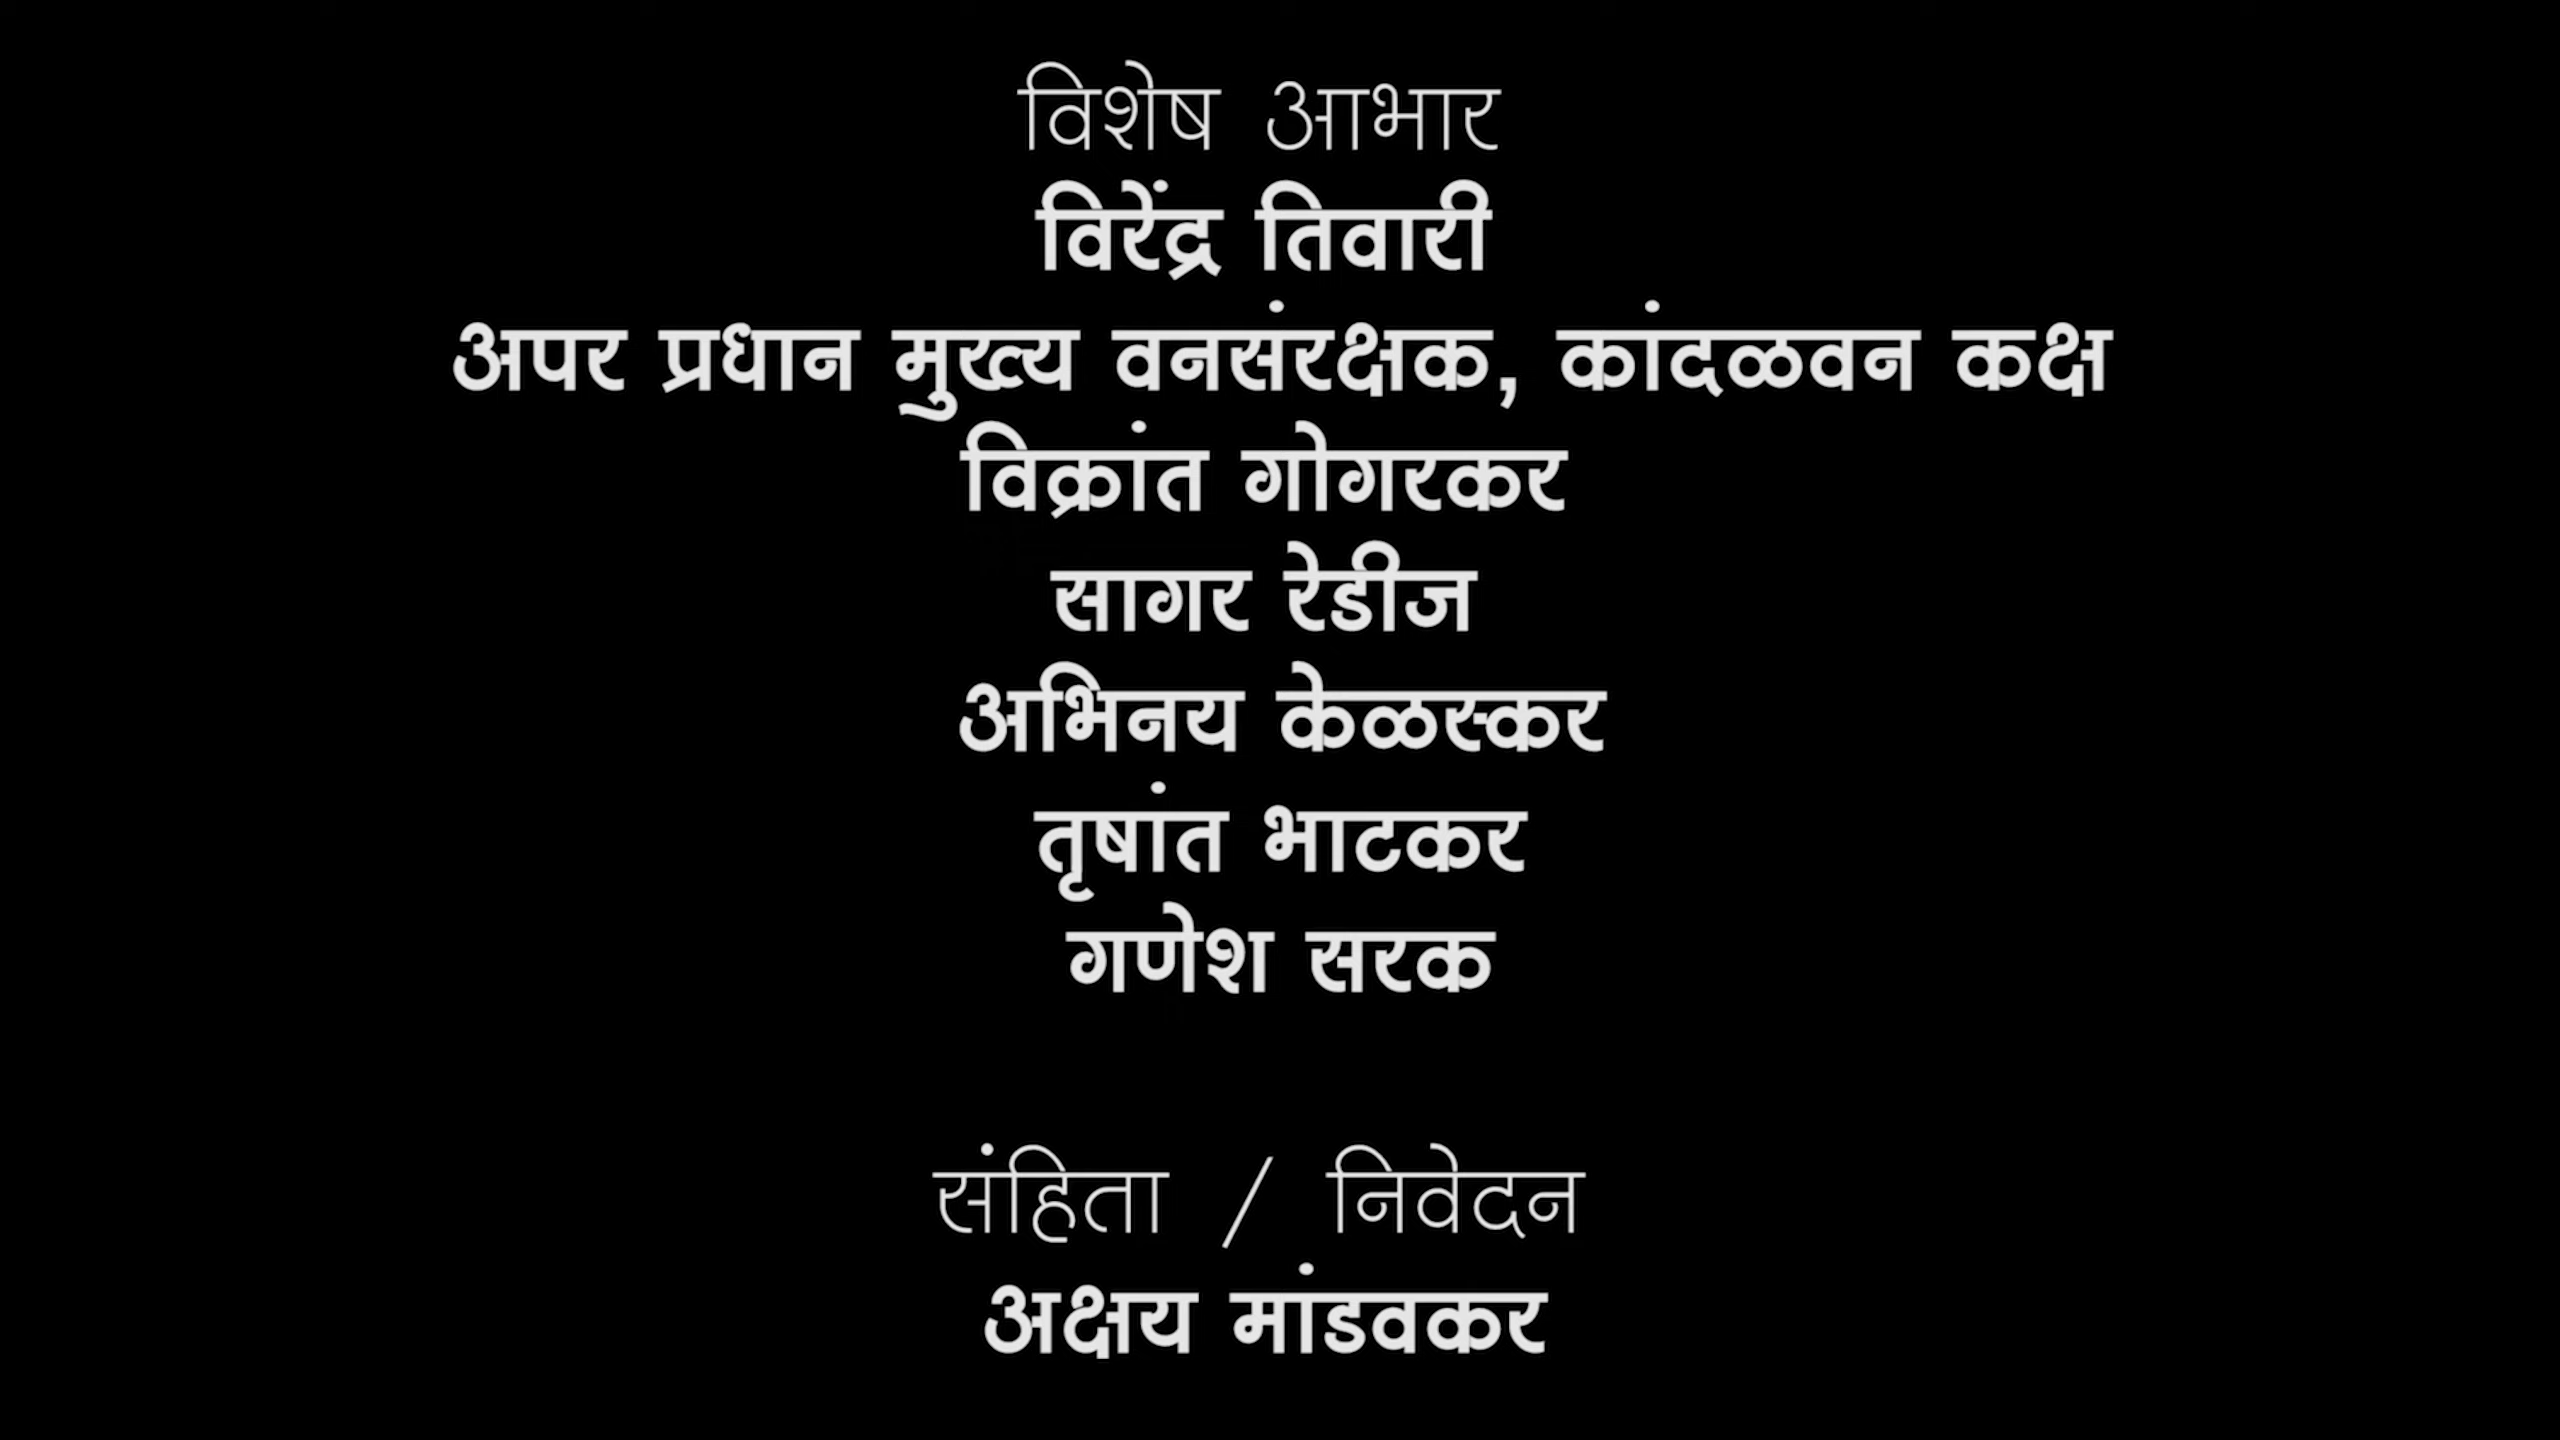 विशेष आभार
विरेंद्र तिवारी
अपर प्रधान मुख्य वनसंरक्षक, कांदळवन कक्ष
विक्रांत गोगरकर
सागर रेडीज
अभिनय केळस्कर
तृषांत भाटकर
गणेश सरक
संहिता / निवेदन
अक्षय मांडवकर